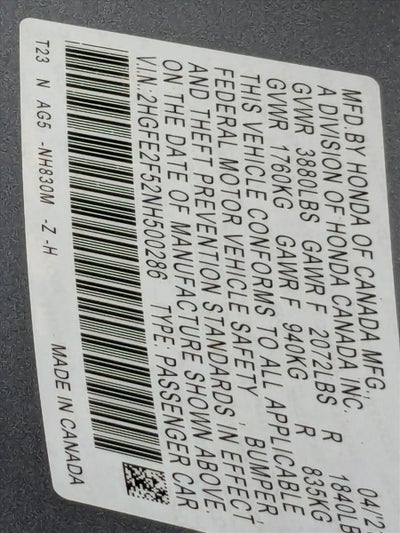 MFD. BY HONDA OF CANADA MFG.,
A DIVISION OF HONDA CANADA INC. 04/2
GVWR 3880LBS GAWR F 2072LBS R 1840LB
GVWR 1760KG GAWR F 940KG R 835KG
THIS VEHICLE CONFORMS TO ALL APPLICABLE
FEDERAL MOTOR VEHICLE SAFETY, BUMPER,
AND THEFT PREVENTION STANDARDS IN EFFECT
ON THE DATE OF MANUFACTURE SHOWN ABOVE.
V.I.N.:2HGFE2F52NH500286 TYPE: PASSENGER CAR
T23 N AG5 -NH830M -Z -H MADE IN CANADA